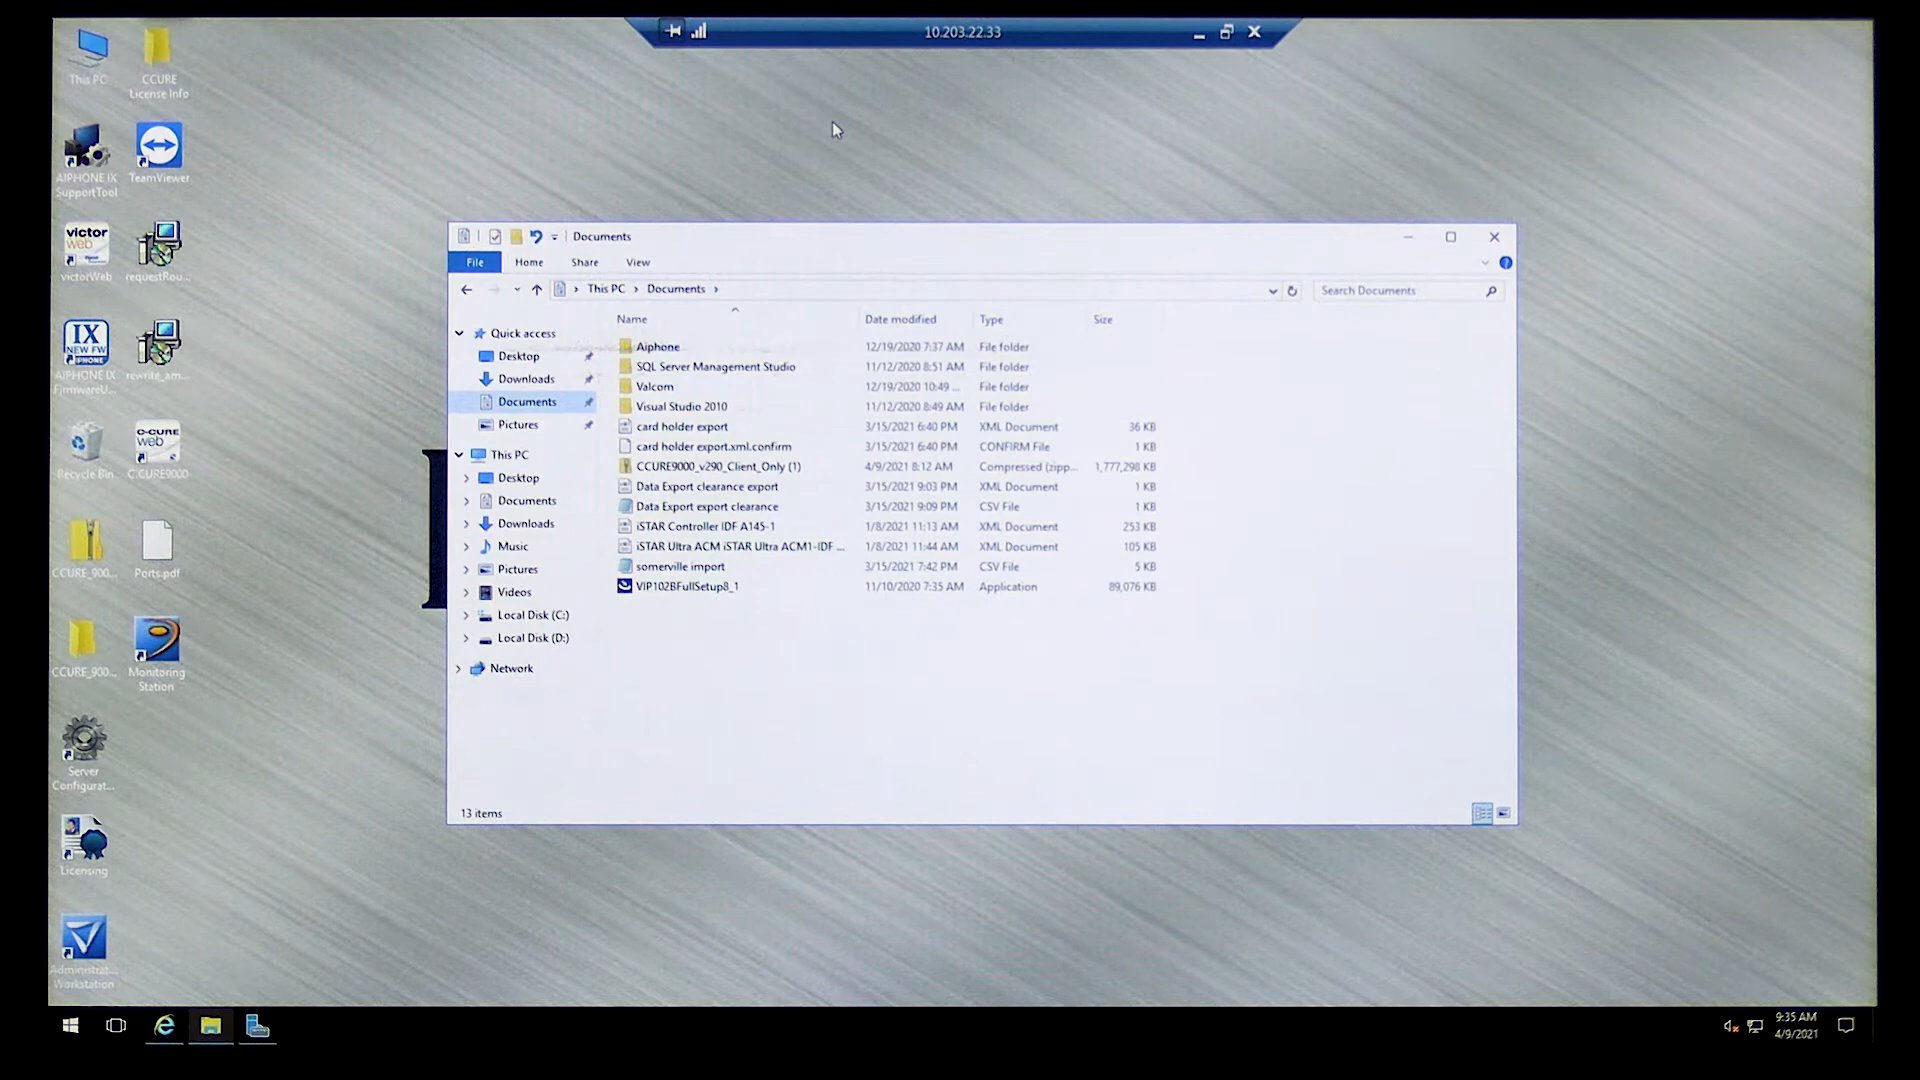 10.203.22.33
This PC
CCURE
License Info
AIPHONE IX
SupportTool
TeamViewer
victor
web
victorWeb
requestRou...
IX
NEW FW
AIPHONE IX
FirmwareU...
rewrite_am...
Recycle Bin
C•CURE
web
C.CURE9000
CCURE_900...
Ports.pdf
CCURE_900...
Monitoring
Station
Server
Configurat...
Licensing
Administrat...
Workstation
Documents
File Home Share View
This PC > Documents >
Search Documents
Name Date modified Type Size
Quick access
Desktop
Downloads
Documents
Pictures
This PC
Desktop
Documents
Downloads
Music
Pictures
Videos
Local Disk (C:)
Local Disk (D:)
Network
Aiphone 12/19/2020 7:37 AM File folder
SQL Server Management Studio 11/12/2020 8:51 AM File folder
Valcom 12/19/2020 10:49 ... File folder
Visual Studio 2010 11/12/2020 8:49 AM File folder
card holder export 3/15/2021 6:40 PM XML Document 36 KB
card holder export.xml.confirm 3/15/2021 6:40 PM CONFIRM File 1 KB
CCURE9000_v290_Client_Only (1) 4/9/2021 8:12 AM Compressed (zipp... 1,777,298 KB
Data Export clearance export 3/15/2021 9:03 PM XML Document 1 KB
Data Export export clearance 3/15/2021 9:09 PM CSV File 1 KB
iSTAR Controller IDF A145-1 1/8/2021 11:13 AM XML Document 253 KB
iSTAR Ultra ACM iSTAR Ultra ACM1-IDF ... 1/8/2021 11:44 AM XML Document 105 KB
somerville import 3/15/2021 7:42 PM CSV File 5 KB
VIP102BFullSetup8_1 11/10/2020 7:35 AM Application 89,076 KB
13 items
9:35 AM
4/9/2021